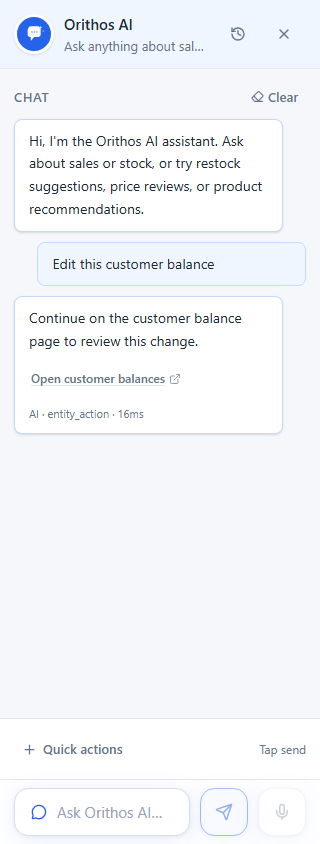 Orithos AI
Ask anything about sal...
CHAT
Clear
Hi, I'm the Orithos AI assistant. Ask
about sales or stock, or try restock
suggestions, price reviews, or product
recommendations.
Edit this customer balance
Continue on the customer balance
page to review this change.
Open customer balances
AI · entity_action · 16ms
Quick actions
Tap send
Ask Orithos AI...